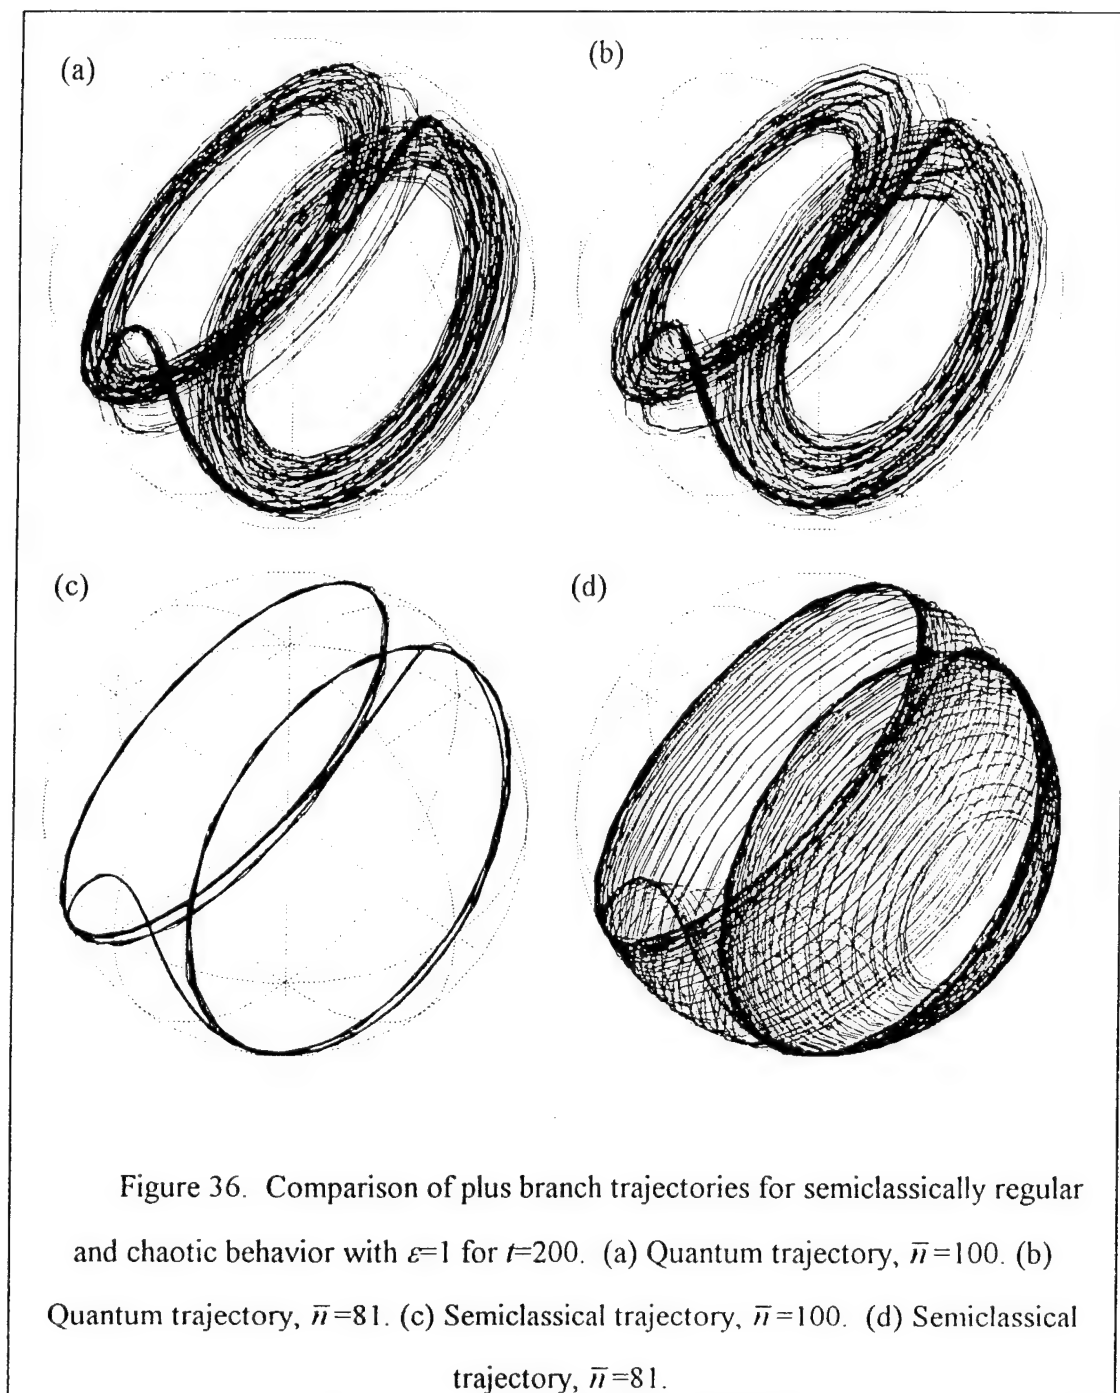 (a)
(b)
(c)
(d)
Figure 36. Comparison of plus branch trajectories for semiclassically regular
and chaotic behavior with ε=1 for t=200. (a) Quantum trajectory, n̅=100. (b)
Quantum trajectory, n̅=81. (c) Semiclassical trajectory, n̅=100. (d) Semiclassical
trajectory, n̅=81.